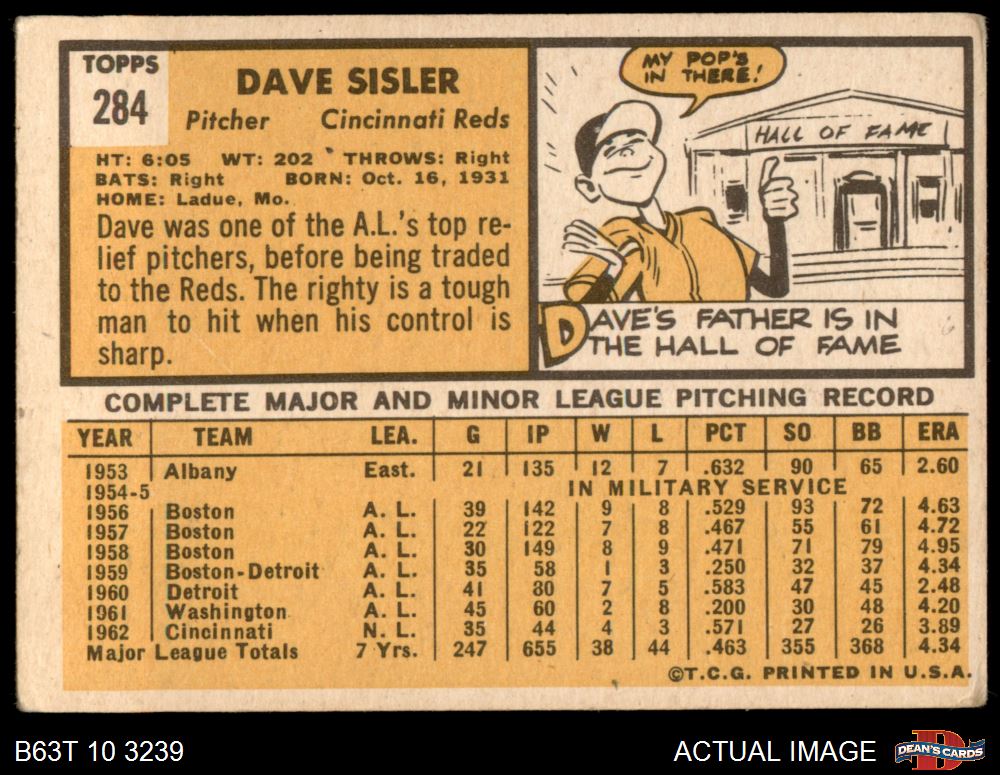 TOPPS
284
DAVE SISLER
Pitcher Cincinnati Reds
HT: 6:05 WT: 202 THROWS: Right
BATS: Right BORN: Oct. 16, 1931
HOME: Ladue, Mo.
Dave was one of the A.L.'s top re-
lief pitchers, before being traded
to the Reds. The righty is a tough
man to hit when his control is
sharp.
MY POP'S
IN THERE!
HALL OF FAME
DAVE'S FATHER IS IN
THE HALL OF FAME
COMPLETE MAJOR AND MINOR LEAGUE PITCHING RECORD
YEAR TEAM LEA. G IP W L PCT SO BB ERA
1953 Albany East. 21 135 12 7 .632 90 65 2.60
1954-5 IN MILITARY SERVICE
1956 Boston A. L. 39 142 9 8 .529 93 72 4.63
1957 Boston A. L. 22 122 7 8 .467 55 61 4.72
1958 Boston A. L. 30 149 8 9 .471 71 79 4.95
1959 Boston-Detroit A. L. 35 58 1 3 .250 32 37 4.34
1960 Detroit A. L. 41 80 7 5 .583 47 45 2.48
1961 Washington A. L. 45 60 2 8 .200 30 48 4.20
1962 Cincinnati N. L. 35 44 4 3 .571 27 26 3.89
Major League Totals 7 Yrs. 247 655 38 44 .463 355 368 4.34
©T.C.G. PRINTED IN U.S.A.
B63T 10 3239
ACTUAL IMAGE
D
DEAN'S CARDS